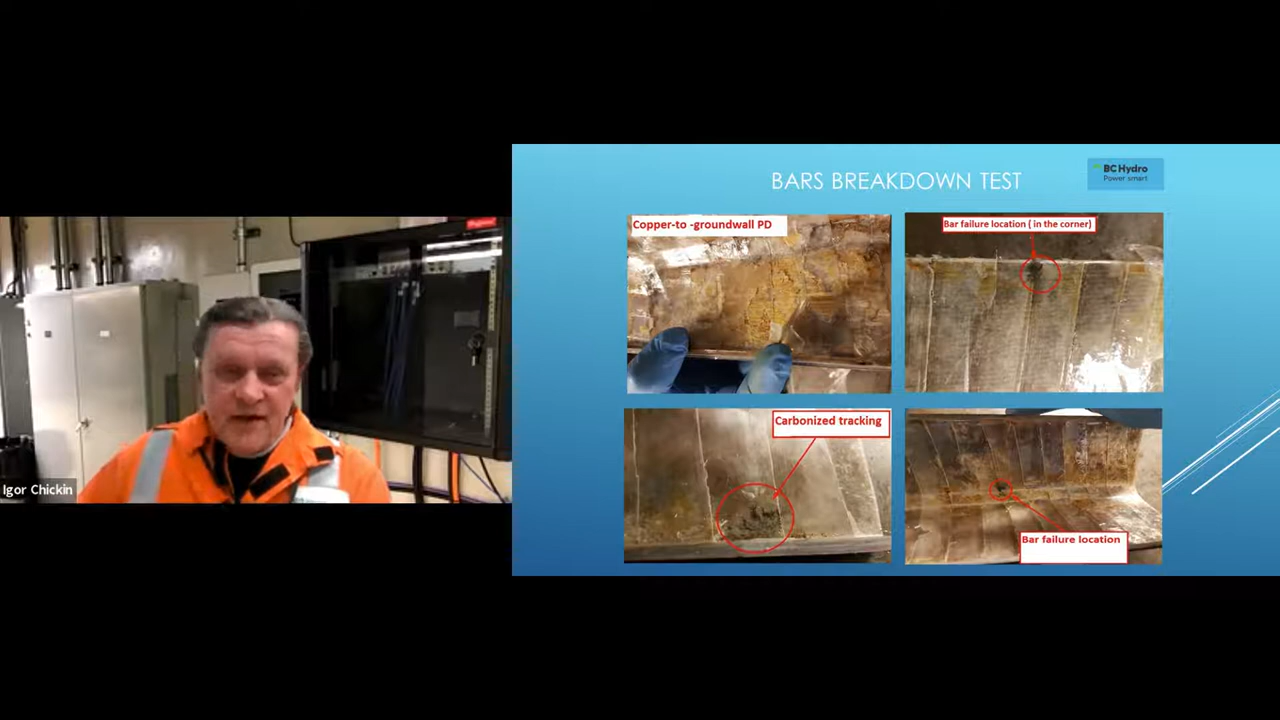 Igor Chickin
BARS BREAKDOWN TEST
BC Hydro
Power smart
Copper-to -groundwall PD
Bar failure location ( in the corner)
Carbonized tracking
Bar failure location